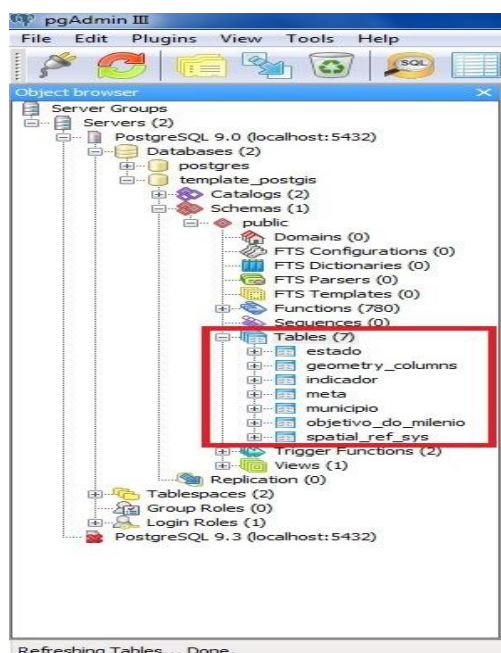 pgAdmin III
File Edit Plugins View Tools Help
SQL
Object browser
Server Groups
Servers (2)
PostgreSQL 9.0 (localhost:5432)
Databases (2)
postgres
template_postgis
Catalogs (2)
Schemas (1)
public
Domains (0)
FTS Configurations (0)
FTS Dictionaries (0)
FTS Parsers (0)
FTS Templates (0)
Functions (780)
Sequences (0)
Tables (7)
estado
geometry_columns
indicador
meta
municipio
objetivo_do_milenio
spatial_ref_sys
Trigger Functions (2)
Views (1)
Replication (0)
Tablespaces (2)
Group Roles (0)
Login Roles (1)
PostgreSQL 9.3 (localhost:5432)
Refreshing Tables... Done.